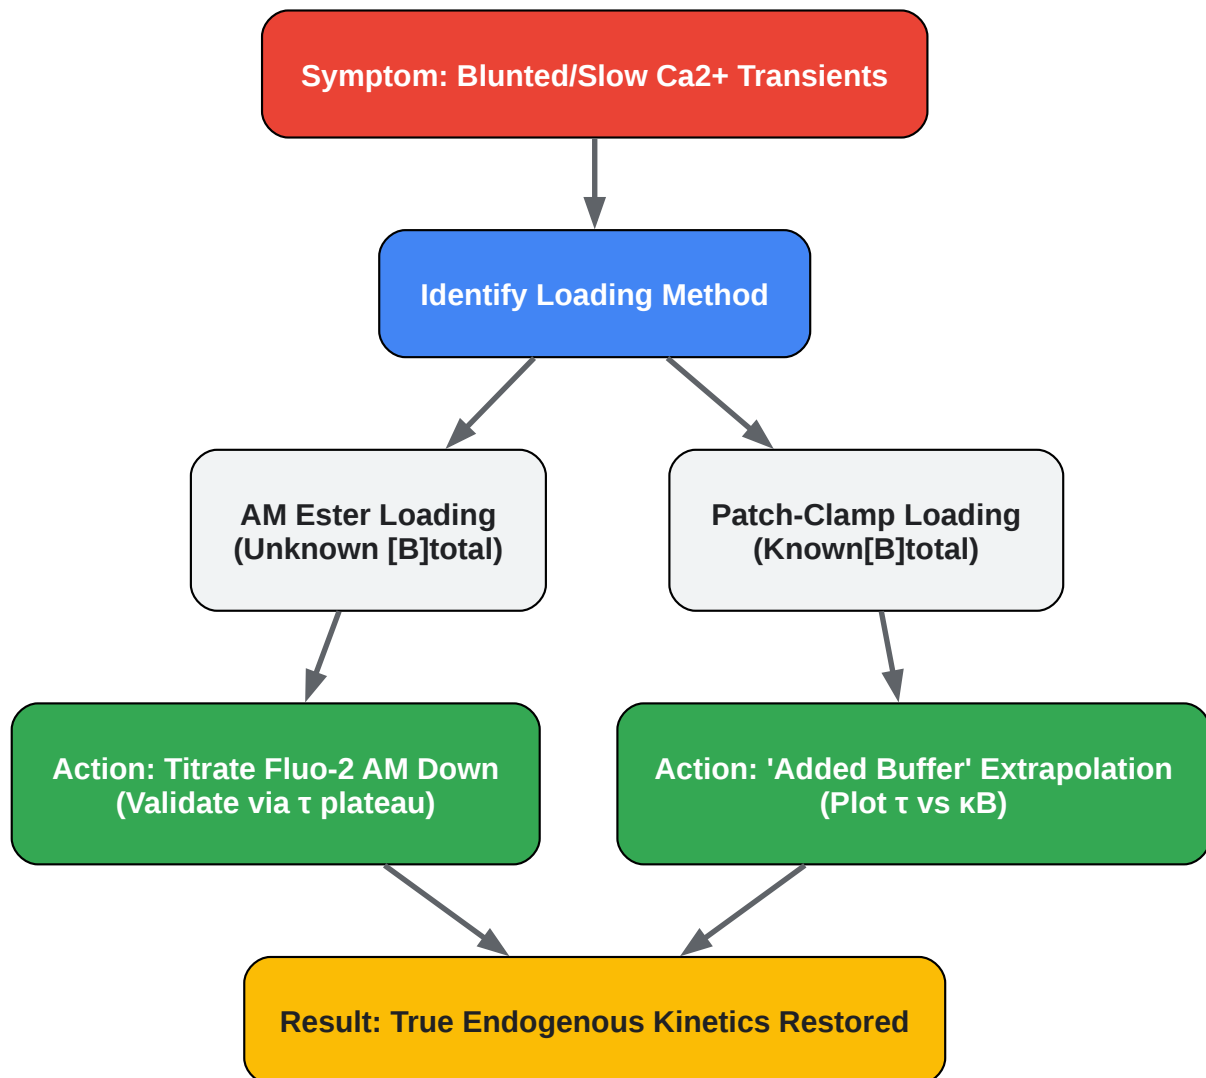 Symptom: Blunted/Slow Ca2+ Transients
Identify Loading Method
AM Ester Loading
(Unknown [B]total)
Patch-Clamp Loading
(Known[B]total)
Action: Titrate Fluo-2 AM Down
(Validate via τ plateau)
Action: 'Added Buffer' Extrapolation
(Plot τ vs κB)
Result: True Endogenous Kinetics Restored